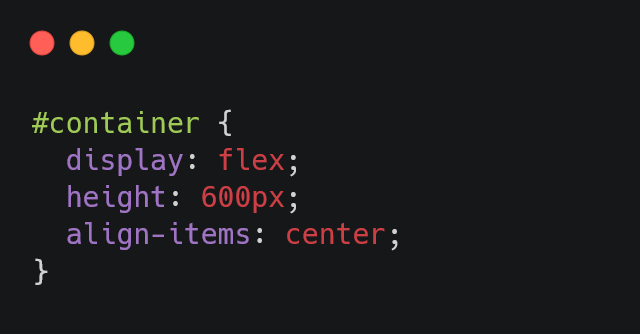 #container {
  display: flex;
  height: 600px;
  align-items: center;
}